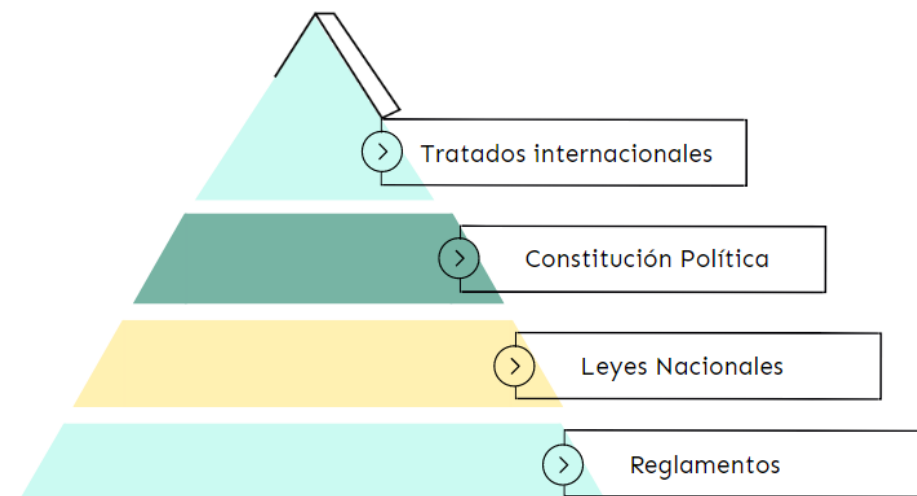 Tratados internacionales
Constitución Política
Leyes Nacionales
Reglamentos